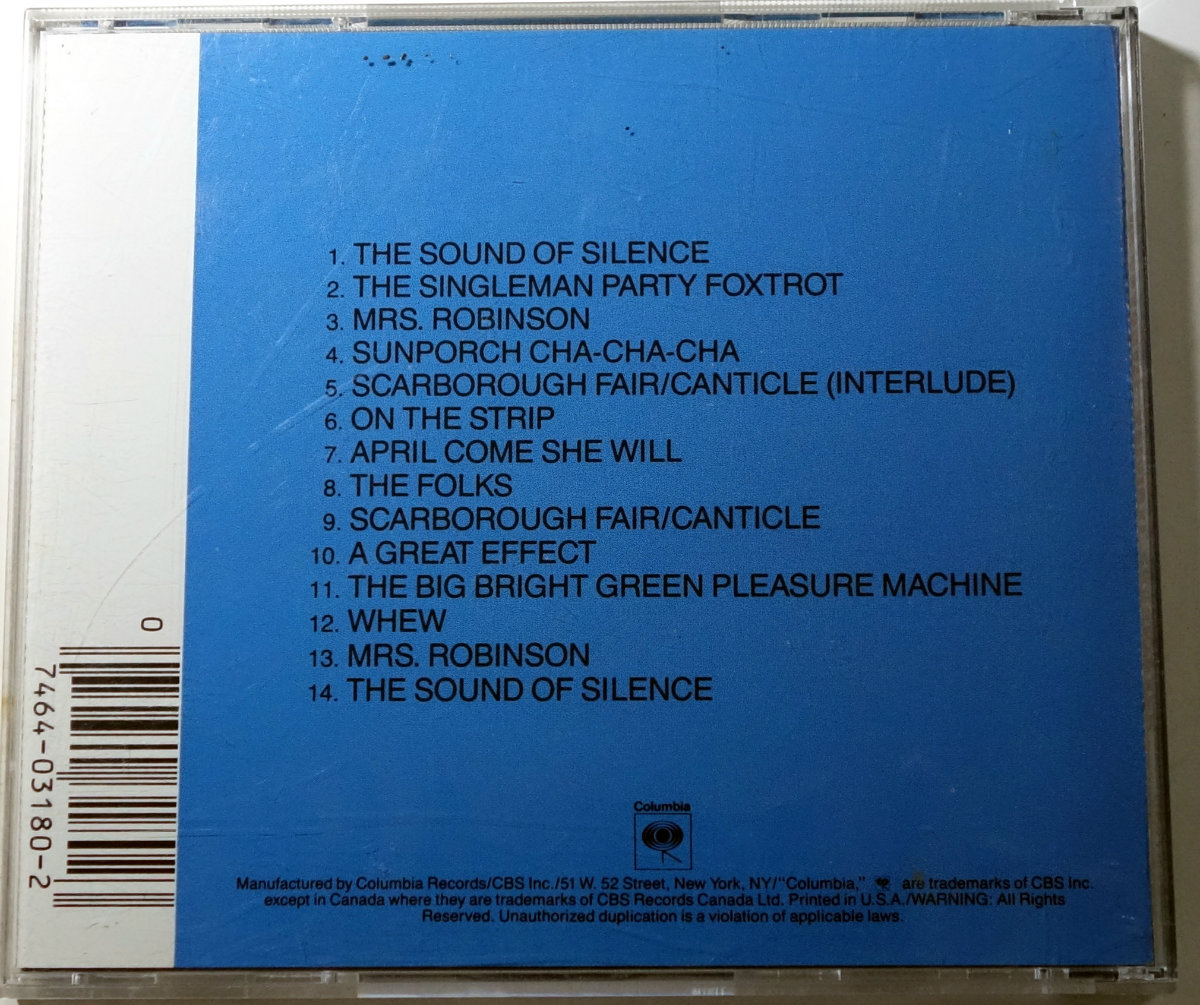 1. THE SOUND OF SILENCE
2. THE SINGLEMAN PARTY FOXTROT
3. MRS. ROBINSON
4. SUNPORCH CHA-CHA-CHA
5. SCARBOROUGH FAIR/CANTICLE (INTERLUDE)
6. ON THE STRIP
7. APRIL COME SHE WILL
8. THE FOLKS
9. SCARBOROUGH FAIR/CANTICLE
10. A GREAT EFFECT
11. THE BIG BRIGHT GREEN PLEASURE MACHINE
12. WHEW
13. MRS. ROBINSON
14. THE SOUND OF SILENCE
0
7464-03180-2
Columbia
Manufactured by Columbia Records/CBS Inc./51 W. 52 Street, New York, NY/"Columbia," are trademarks of CBS Inc.
except in Canada where they are trademarks of CBS Records Canada Ltd. Printed in U.S.A./WARNING: All Rights
Reserved. Unauthorized duplication is a violation of applicable laws.